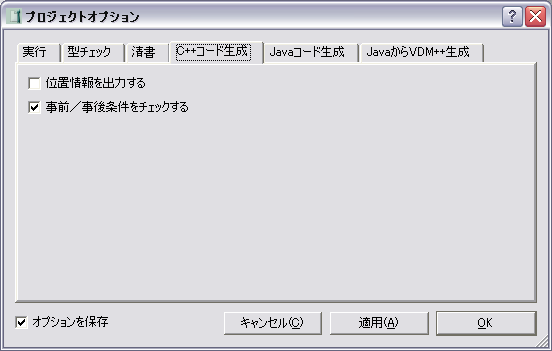 プロジェクトオプション
実行 型チェック 清書 C++コード生成 Javaコード生成 JavaからVDM++生成
位置情報を出力する
事前／事後条件をチェックする
オプションを保存 キャンセル(C) 適用(A) OK